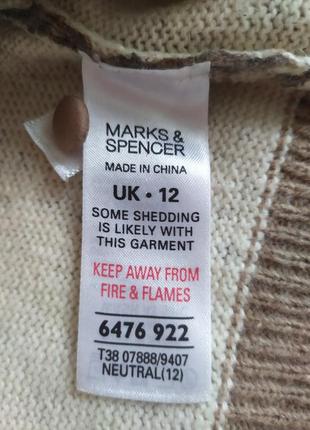 MARKS &
SPENCER
MADE IN CHINA
UK • 12
SOME SHEDDING
IS LIKELY WITH
THIS GARMENT
KEEP AWAY FROM
FIRE & FLAMES
6476 922
T38 07888/9407
NEUTRAL(12)